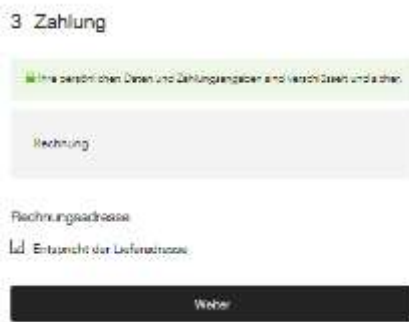 3 Zahlung
Ihre persönlichen Daten und Zahlungsangaben sind verschlüsselt und sicher.
Rechnung
Rechnungsadresse
Entspricht der Lieferadresse
Weiter